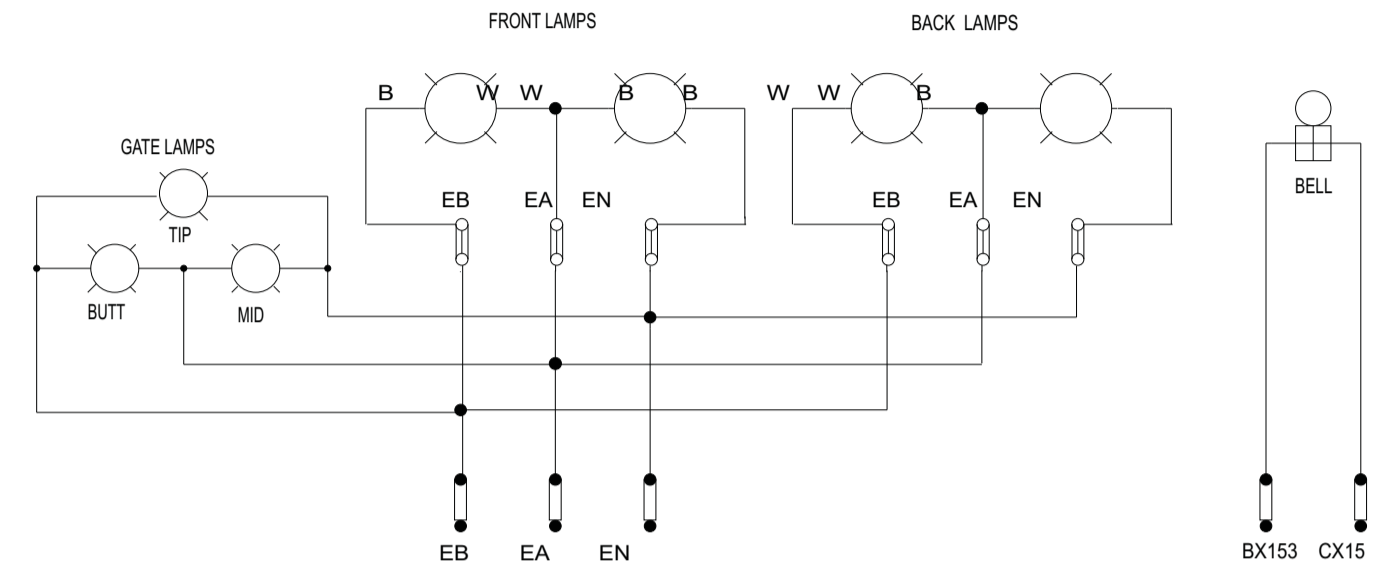 FRONT LAMPS
BACK LAMPS
B W W B B W W B
GATE LAMPS
TIP
BELL
EB EA EN EB EA EN
BUTT
MID
EB EA EN
BX153 CX15